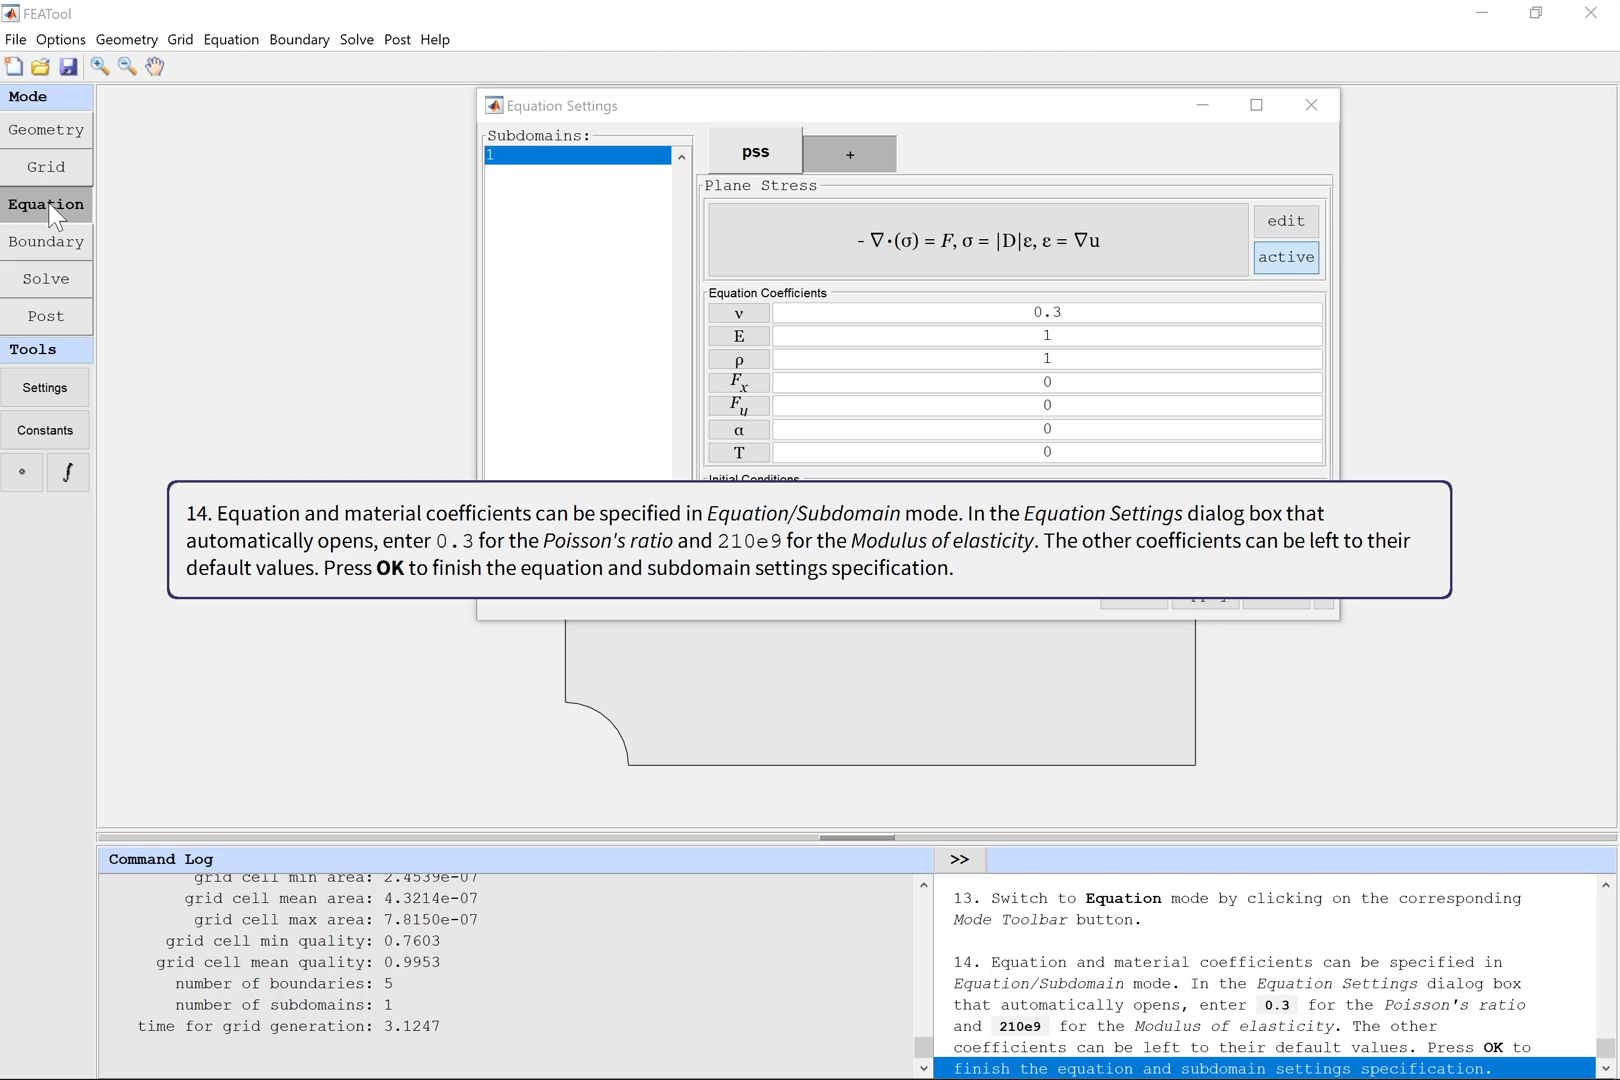 FEATool
File Options Geometry Grid Equation Boundary Solve Post Help
Mode
Geometry
Grid
Equation
Boundary
Solve
Post
Tools
Settings
Constants
∫
Equation Settings
Subdomains:
1
pss
+
Plane Stress
- ∇·(σ) = F, σ = |D|ε, ε = ∇u
edit
active
Equation Coefficients
ν 0.3
E 1
ρ 1
Fx 0
Fy 0
α 0
T 0
Initial Conditions
14. Equation and material coefficients can be specified in Equation/Subdomain mode. In the Equation Settings dialog box that
automatically opens, enter 0.3 for the Poisson's ratio and 210e9 for the Modulus of elasticity. The other coefficients can be left to their
default values. Press OK to finish the equation and subdomain settings specification.
Command Log
grid cell min area: 2.4539e-07
grid cell mean area: 4.3214e-07
grid cell max area: 7.8150e-07
grid cell min quality: 0.7603
grid cell mean quality: 0.9953
number of boundaries: 5
number of subdomains: 1
time for grid generation: 3.1247
>>
13. Switch to Equation mode by clicking on the corresponding
Mode Toolbar button.
14. Equation and material coefficients can be specified in
Equation/Subdomain mode. In the Equation Settings dialog box
that automatically opens, enter 0.3 for the Poisson's ratio
and 210e9 for the Modulus of elasticity. The other
coefficients can be left to their default values. Press OK to
finish the equation and subdomain settings specification.